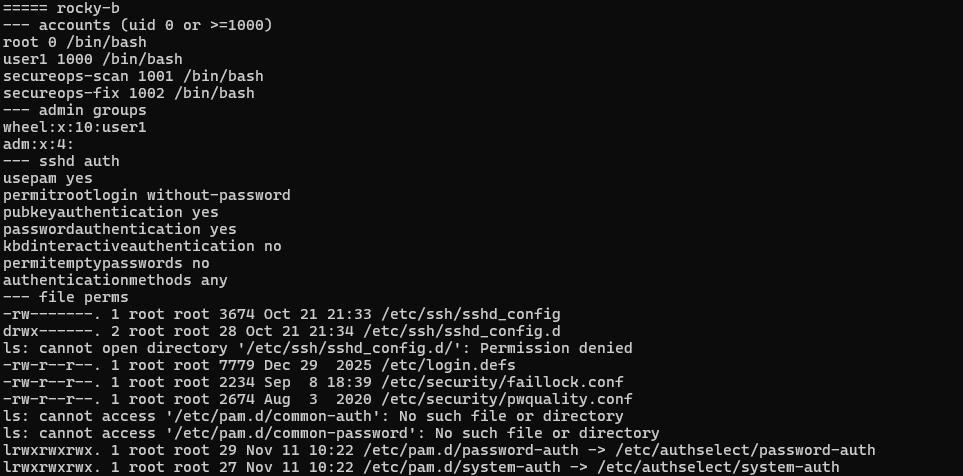 ===== rocky-b
--- accounts (uid 0 or >=1000)
root 0 /bin/bash
user1 1000 /bin/bash
secureops-scan 1001 /bin/bash
secureops-fix 1002 /bin/bash
--- admin groups
wheel:x:10:user1
adm:x:4:
--- sshd auth
usepam yes
permitrootlogin without-password
pubkeyauthentication yes
passwordauthentication yes
kbdinteractiveauthentication no
permitemptypasswords no
authenticationmethods any
--- file perms
-rw-------. 1 root root 3674 Oct 21 21:33 /etc/ssh/sshd_config
drwx------. 2 root root 28 Oct 21 21:34 /etc/ssh/sshd_config.d
ls: cannot open directory '/etc/ssh/sshd_config.d/': Permission denied
-rw-r--r--. 1 root root 7779 Dec 29  2025 /etc/login.defs
-rw-r--r--. 1 root root 2234 Sep  8 18:39 /etc/security/faillock.conf
-rw-r--r--. 1 root root 2674 Aug  3  2020 /etc/security/pwquality.conf
ls: cannot access '/etc/pam.d/common-auth': No such file or directory
ls: cannot access '/etc/pam.d/common-password': No such file or directory
lrwxrwxrwx. 1 root root 29 Nov 11 10:22 /etc/pam.d/password-auth -> /etc/authselect/password-auth
lrwxrwxrwx. 1 root root 27 Nov 11 10:22 /etc/pam.d/system-auth -> /etc/authselect/system-auth